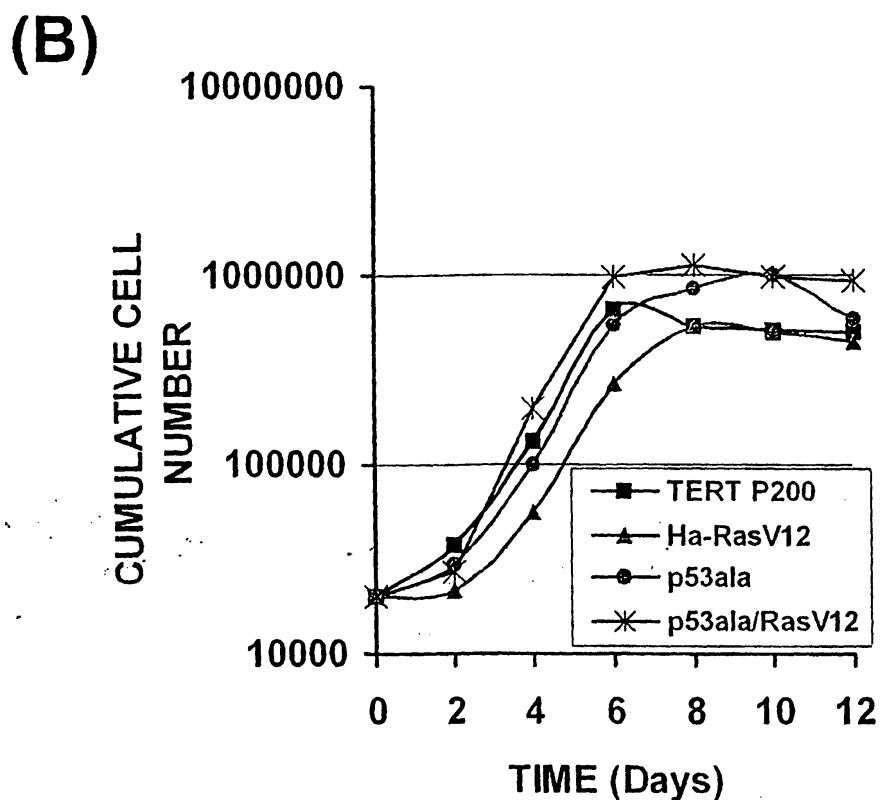 (B)
10000000
1000000
100000
10000
CUMULATIVE CELL
NUMBER
TERT P200
Ha-RasV12
p53ala
p53ala/RasV12
0 2 4 6 8 10 12
TIME (Days)